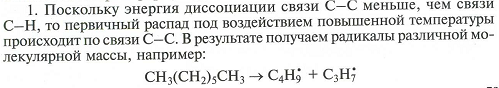 1. Поскольку энергия диссоциации связи С—С меньше, чем связи
С—Н, то первичный распад под воздействием повышенной температуры
происходит по связи С—С. В результате получаем радикалы различной мо-
лекулярной массы, например:
CH₃(CH₂)₅CH₃ → C₄H₉• + C₃H₇•